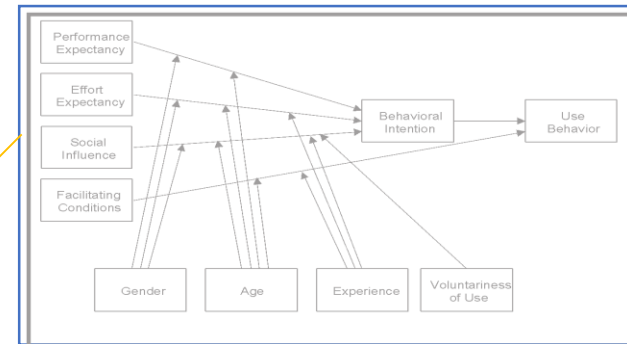 Performance
Expectancy
Effort
Expectancy
Social
Influence
Facilitating
Conditions
Behavioral
Intention
Use
Behavior
Gender
Age
Experience
Voluntariness
of Use